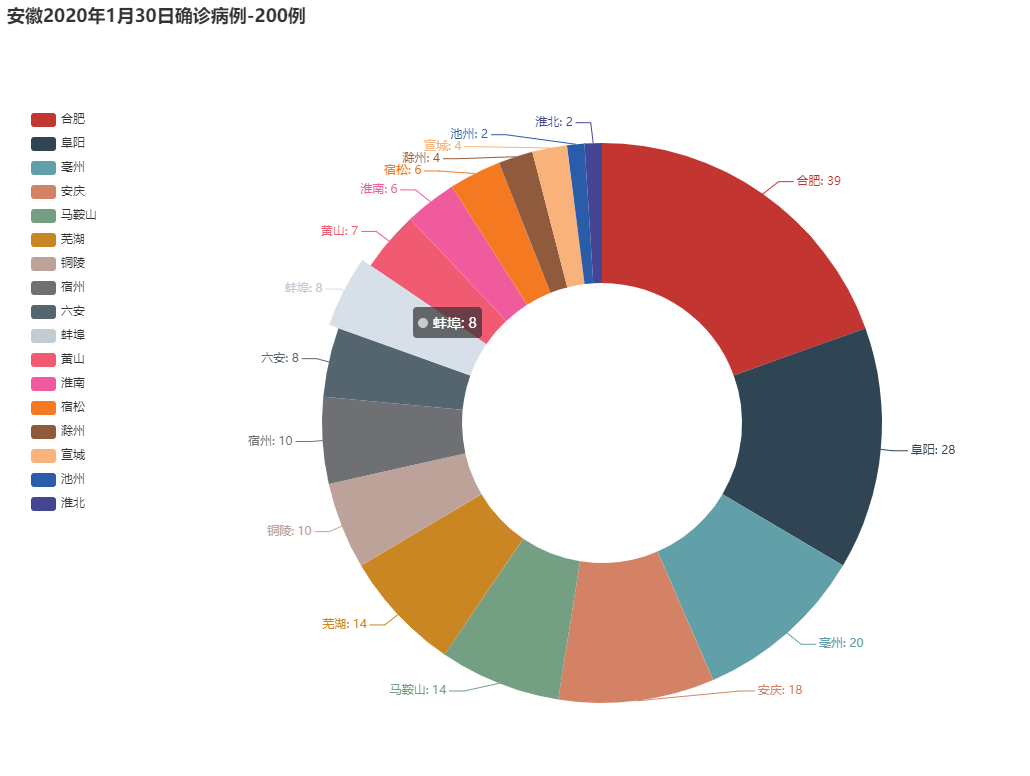 安徽2020年1月30日确诊病例-200例
合肥
阜阳
亳州
安庆
马鞍山
芜湖
铜陵
宿州
六安
蚌埠
黄山
淮南
宿松
滁州
宣城
池州
淮北
淮北: 2
池州: 2
宣城: 4
滁州: 4
宿松: 6
淮南: 6
黄山: 7
蚌埠: 8
蚌埠: 8
六安: 8
宿州: 10
铜陵: 10
芜湖: 14
马鞍山: 14
安庆: 18
亳州: 20
阜阳: 28
合肥: 39